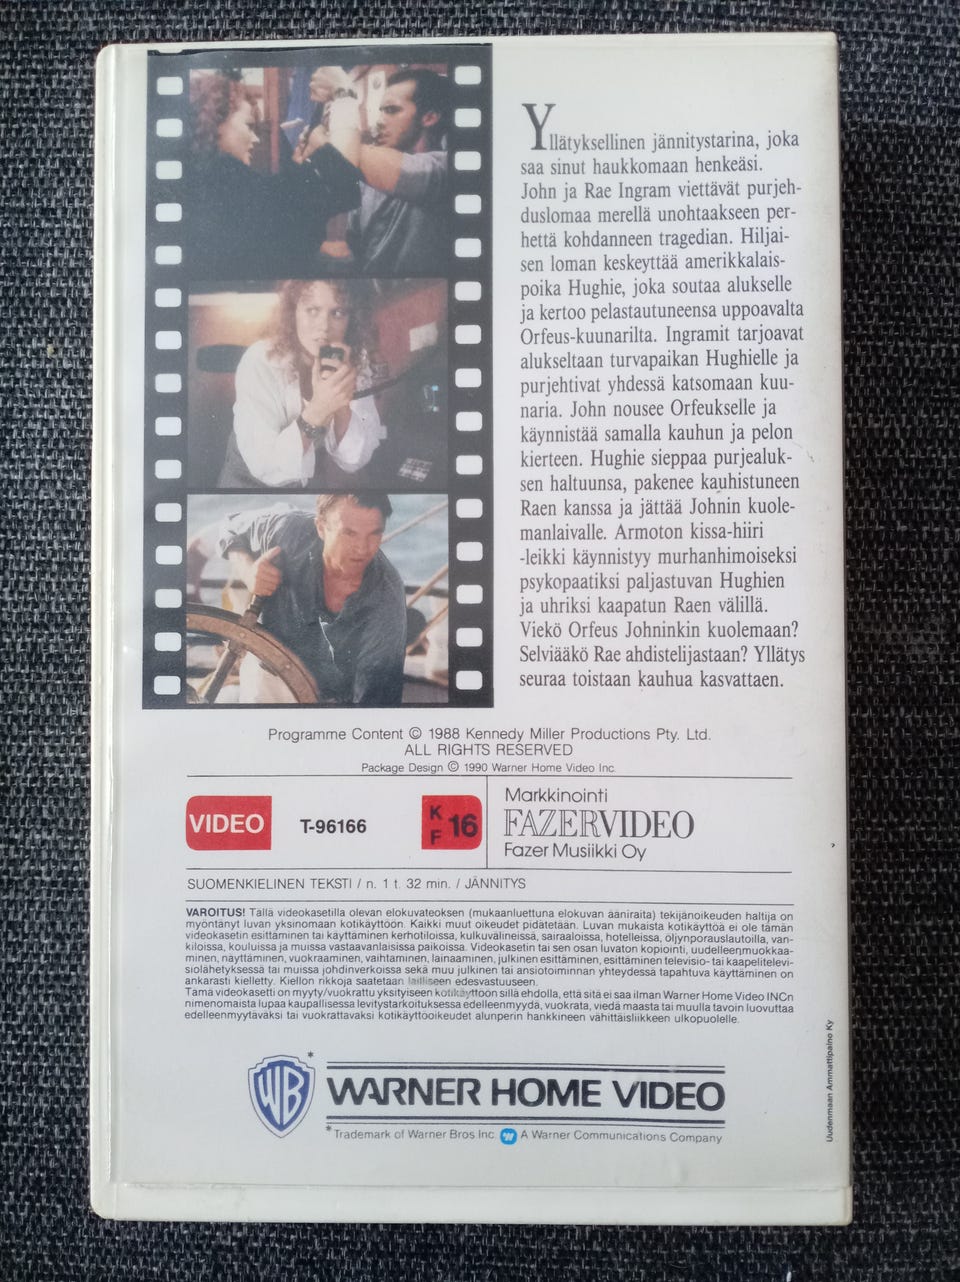 Yllätyksellinen jännitystarina, joka
saa sinut haukkomaan henkeäsi.
John ja Rae Ingram viettävät purjeh-
duslomaa merellä unohtaakseen per-
hettä kohdanneen tragedian. Hiljai-
sen loman keskeyttää amerikkalais-
poika Hughie, joka soutaa alukselle
ja kertoo pelastautuneensa uppoavalta
Orfeus-kuunarilta. Ingramit tarjoavat
alukseltaan turvapaikan Hughielle ja
purjehtivat yhdessä katsomaan kuu-
naria. John nousee Orfeukselle ja
käynnistää samalla kauhun ja pelon
kierteen. Hughie sieppaa purjealuk-
sen haltuunsa, pakenee kauhistuneen
Raen kanssa ja jättää Johnin kuole-
manlaivalle. Armoton kissa-hiiri
-leikki käynnistyy murhanhimoiseksi
psykopaatiksi paljastuvan Hughien
ja uhriksi kaapatun Raen välillä.
Viekö Orfeus Johninkin kuolemaan?
Selviääkö Rae ahdistelijastaan? Yllätys
seuraa toistaan kauhua kasvattaen.
Programme Content © 1988 Kennedy Miller Productions Pty. Ltd.
ALL RIGHTS RESERVED
Package Design © 1990 Warner Home Video Inc.
VIDEO T-96166 K F 16
Markkinointi
FAZERVIDEO
Fazer Musiikki Oy
SUOMENKIELINEN TEKSTI / n. 1 t. 32 min. / JÄNNITYS
VAROITUS! Tällä videokasetilla olevan elokuvateoksen (mukaanluettuna elokuvan ääniraita) tekijänoikeuden haltija on
myöntänyt luvan yksinomaan kotikäyttöön. Kaikki muut oikeudet pidätetään. Luvan mukaista kotikäyttöä ei ole tämän
videokasetin esittäminen tai käyttäminen kerhotiloissa, kulkuvälineissä, sairaaloissa, hotelleissa, öljynporauslautoilla, van-
kiloissa, kouluissa ja muissa vastaavanlaisissa paikoissa. Videokasetin tai sen osan luvaton kopiointi, uudelleenmuokkaa-
minen, näyttäminen, vuokraaminen, vaihtaminen, lainaaminen, julkinen esittäminen, esittäminen televisio- tai kaapelitelevi-
siolähetyksessä tai muissa johdinverkoissa sekä muu julkinen tai ansiotoiminnan yhteydessä tapahtuva käyttäminen on
ankarasti kielletty. Kiellon rikkoja saatetaan lailliseen edesvastuuseen.
Tämä videokasetti on myyty/vuokrattu yksityiseen kotikäyttöön sillä ehdolla, että sitä ei saa ilman Warner Home Video INCn
nimenomaista lupaa kaupallisessa levitystarkoituksessa edelleenmyydä, vuokrata, viedä maasta tai muulla tavoin luovuttaa
edelleenmyytäväksi tai vuokrattavaksi kotikäyttöoikeudet alunperin hankkineen vähittäisliikkeen ulkopuolelle.
Uudenmaan Ammattipaino Ky
WB *
WARNER HOME VIDEO
*Trademark of Warner Bros Inc. A Warner Communications Company